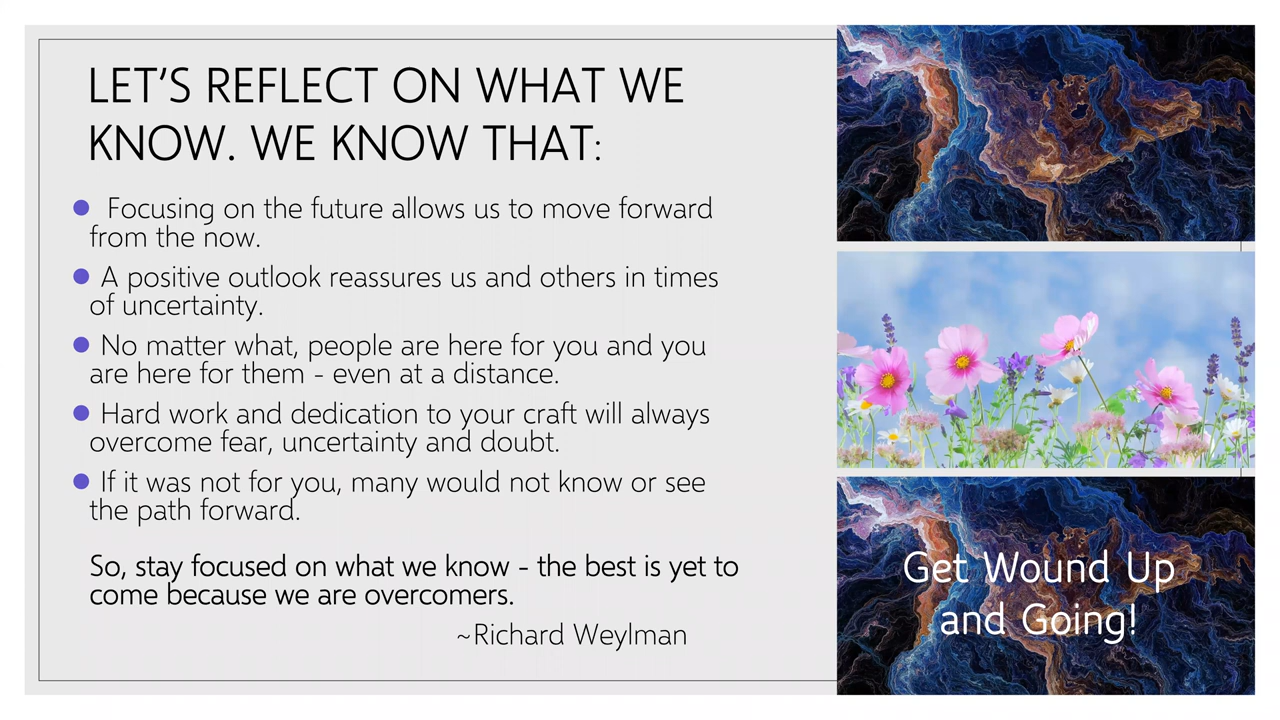 LET’S REFLECT ON WHAT WE
KNOW. WE KNOW THAT:
● Focusing on the future allows us to move forward
from the now.
● A positive outlook reassures us and others in times
of uncertainty.
● No matter what, people are here for you and you
are here for them - even at a distance.
● Hard work and dedication to your craft will always
overcome fear, uncertainty and doubt.
● If it was not for you, many would not know or see
the path forward.
So, stay focused on what we know - the best is yet to
come because we are overcomers.
~Richard Weylman
Get Wound Up
and Going!